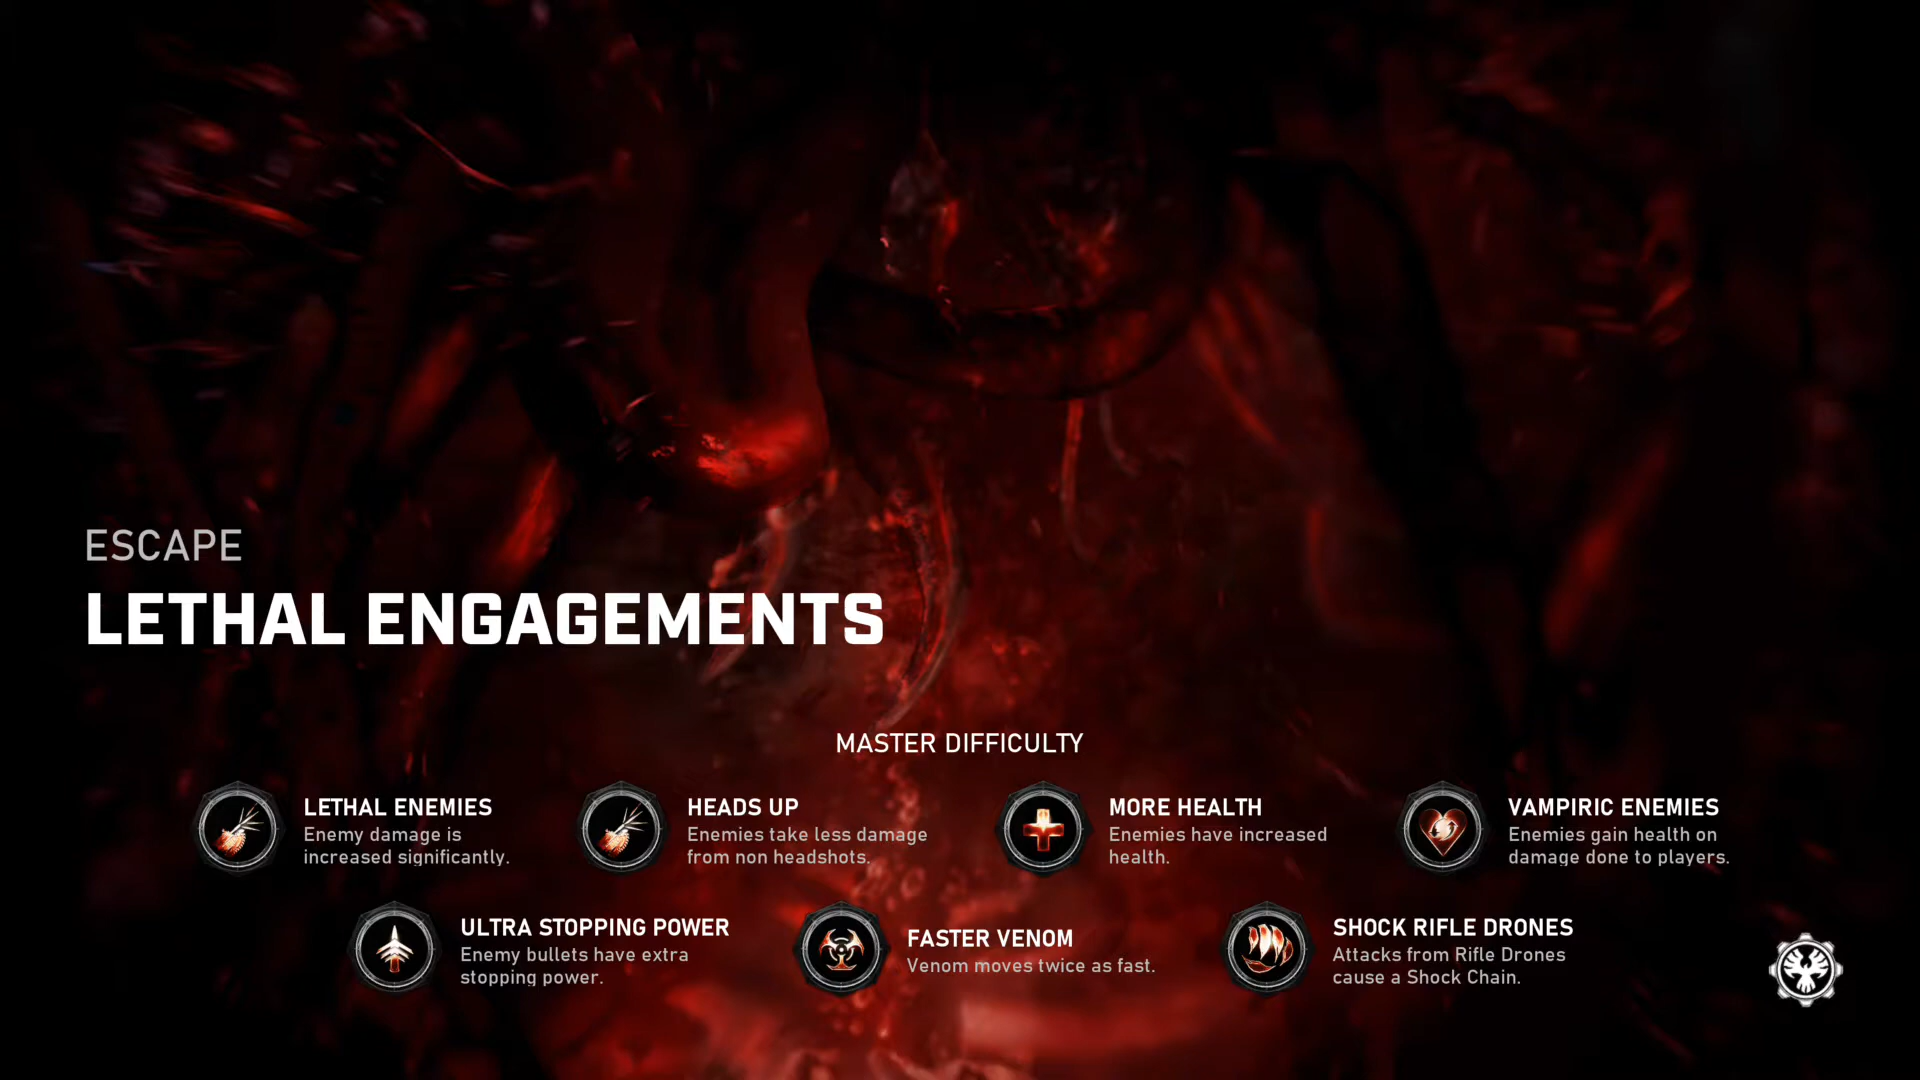 ESCAPE
LETHAL ENGAGEMENTS
MASTER DIFFICULTY
LETHAL ENEMIES
Enemy damage is
increased significantly.
HEADS UP
Enemies take less damage
from non headshots.
MORE HEALTH
Enemies have increased
health.
VAMPIRIC ENEMIES
Enemies gain health on
damage done to players.
ULTRA STOPPING POWER
Enemy bullets have extra
stopping power.
FASTER VENOM
Venom moves twice as fast.
SHOCK RIFLE DRONES
Attacks from Rifle Drones
cause a Shock Chain.